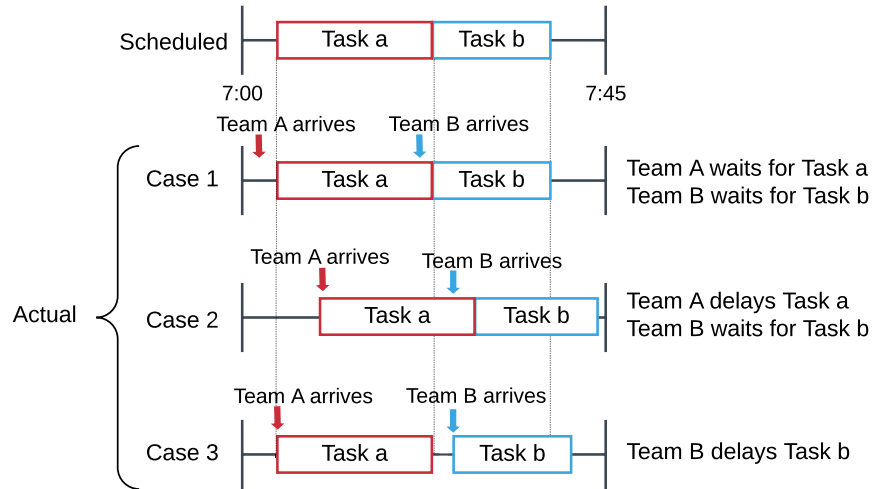 Scheduled
Task a
Task b
7:00
7:45
Team A arrives
Team B arrives
Case 1
Task a
Task b
Team A waits for Task a
Team B waits for Task b
Team A arrives
Team B arrives
Actual
Case 2
Task a
Task b
Team A delays Task a
Team B waits for Task b
Team A arrives
Team B arrives
Case 3
Task a
Task b
Team B delays Task b